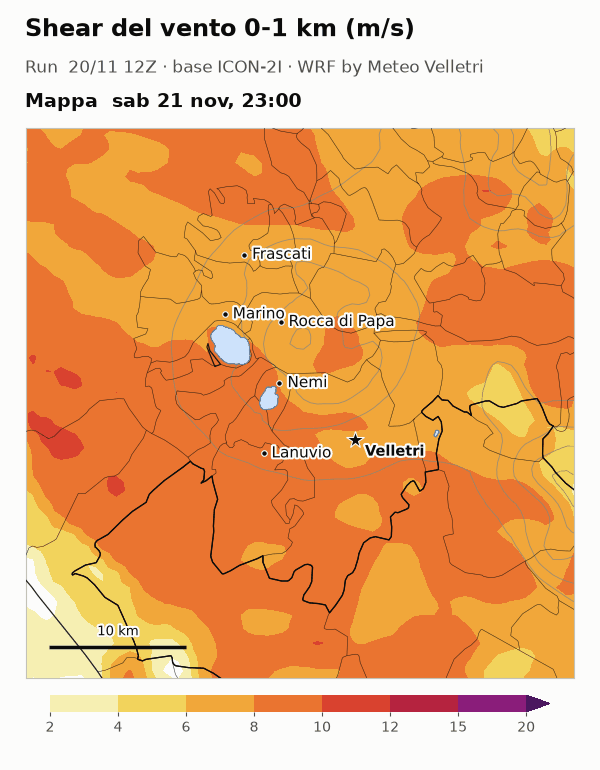 Shear del vento 0-1 km (m/s)
Run  20/11 12Z · base ICON-2I · WRF by Meteo Velletri
Mappa  sab 21 nov, 23:00
Frascati
Marino
Rocca di Papa
Nemi
Velletri
Lanuvio
10 km
2 4 6 8 10 12 15 20